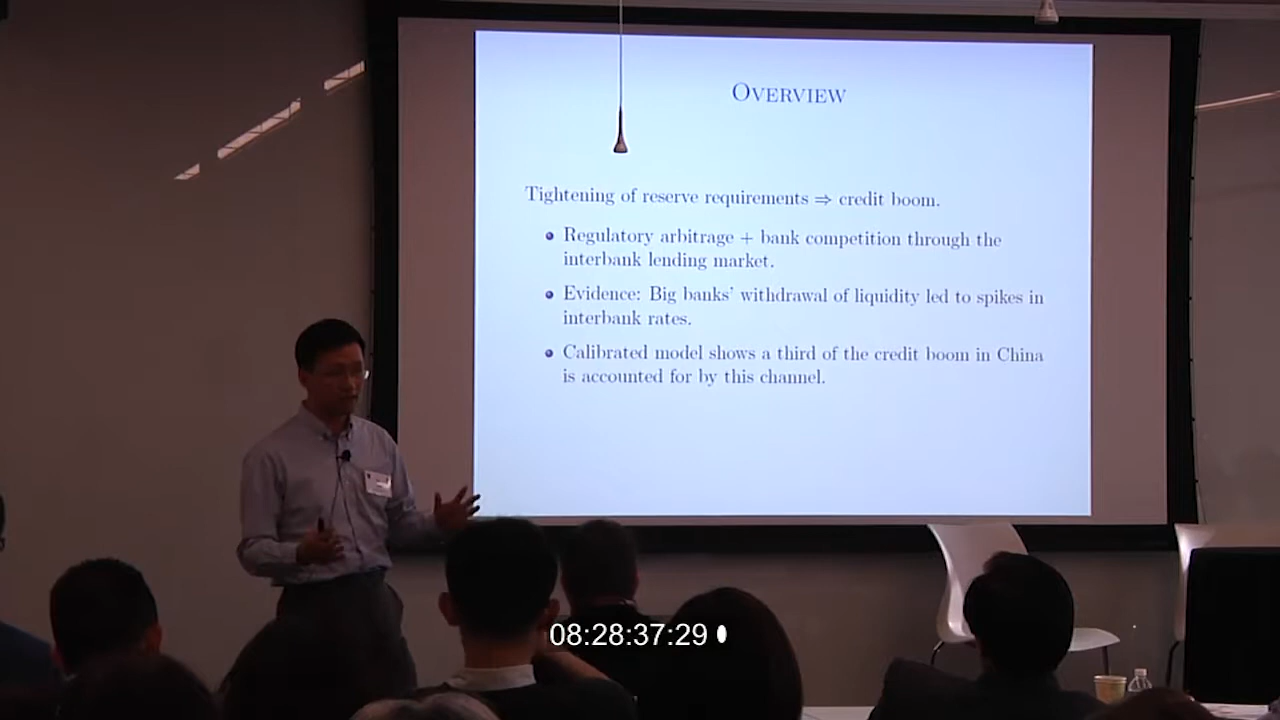 OVERVIEW
Tightening of reserve requirements ⇒ credit boom.
Regulatory arbitrage + bank competition through the
interbank lending market.
Evidence: Big banks' withdrawal of liquidity led to spikes in
interbank rates.
Calibrated model shows a third of the credit boom in China
is accounted for by this channel.
08:28:37:29